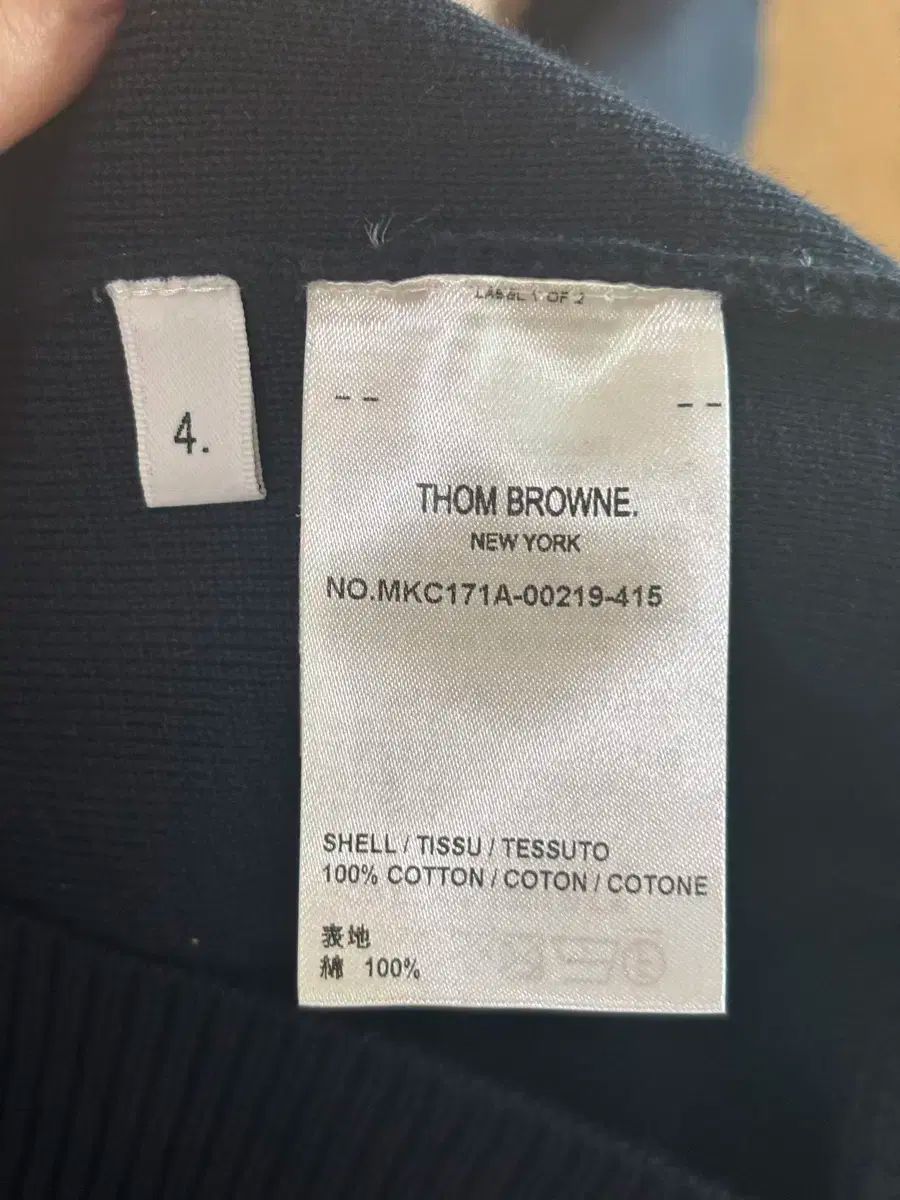 4.
LABEL 1 OF 2
-- --
THOM BROWNE.
NEW YORK
NO.MKC171A-00219-415
SHELL / TISSU / TESSUTO
100% COTTON / COTON / COTONE
表地
綿 100%